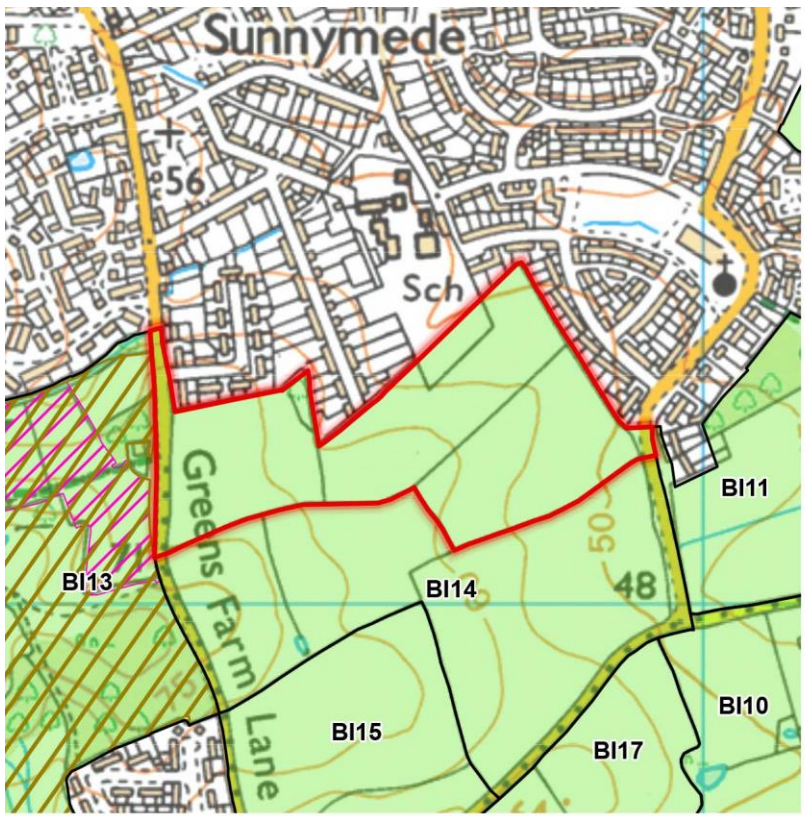 Sunnymede
56
Sch
Greens Farm Lane
BI11
50
BI13
BI14
48
BI10
BI15
BI17